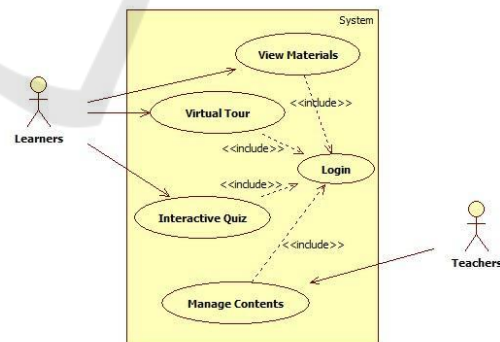 System
View Materials
<<include>>
Virtual Tour
Learners
<<include>>
Login
<<include>>
Interactive Quiz
<<include>>
Teachers
Manage Contents